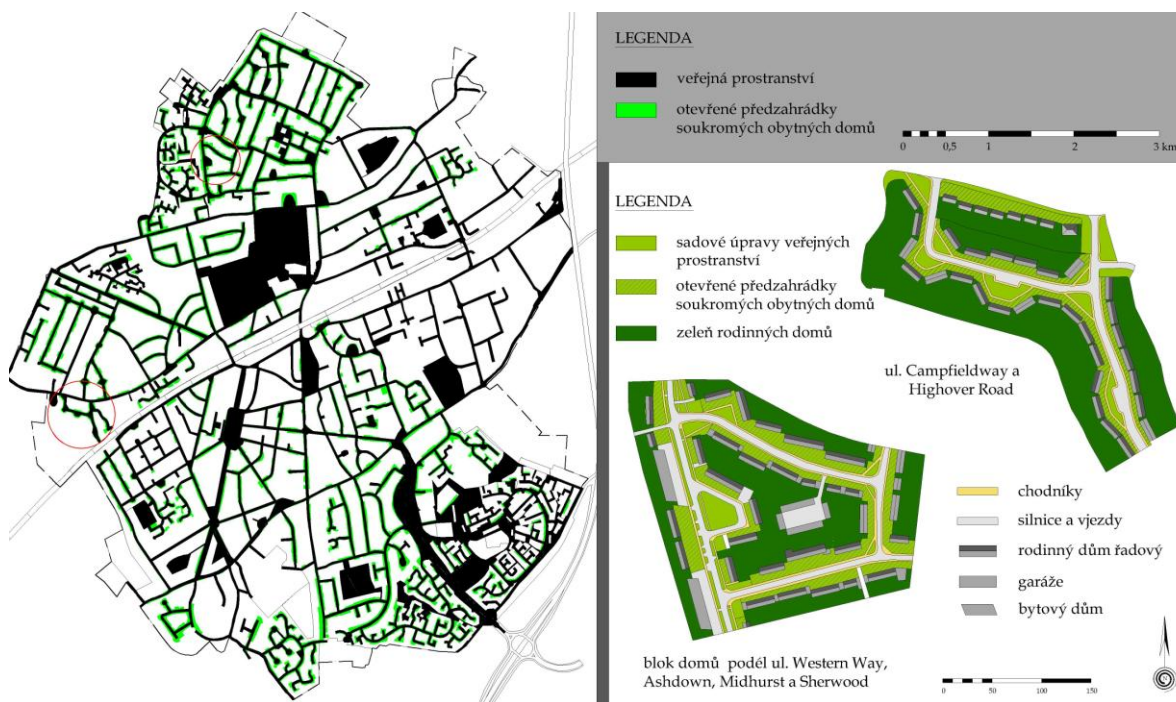 LEGENDA
veřejná prostranství
otevřené předzahrádky
soukromých obytných domů
0 0,5 1 2 3 km
LEGENDA
sadové úpravy veřejných
prostranství
otevřené předzahrádky
soukromých obytných domů
zeleň rodinných domů
ul. Campfieldway a
Highover Road
chodníky
silnice a vjezdy
rodinný dům řadový
garáže
bytový dům
blok domů podél ul. Western Way,
Ashdown, Midhurst a Sherwood
0 50 100 150